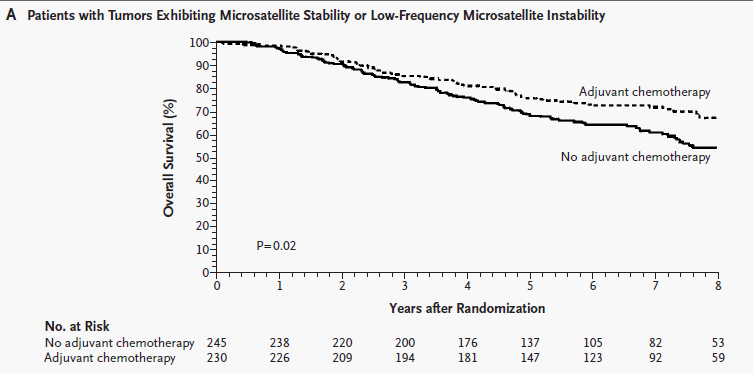 A Patients with Tumors Exhibiting Microsatellite Stability or Low-Frequency Microsatellite Instability
Overall Survival (%)
100
90
80
70
60
50
40
30
20
10
0
Adjuvant chemotherapy
No adjuvant chemotherapy
P=0.02
0 1 2 3 4 5 6 7 8
Years after Randomization
No. at Risk
No adjuvant chemotherapy 245 238 220 200 176 137 105 82 53
Adjuvant chemotherapy 230 226 209 194 181 147 123 92 59